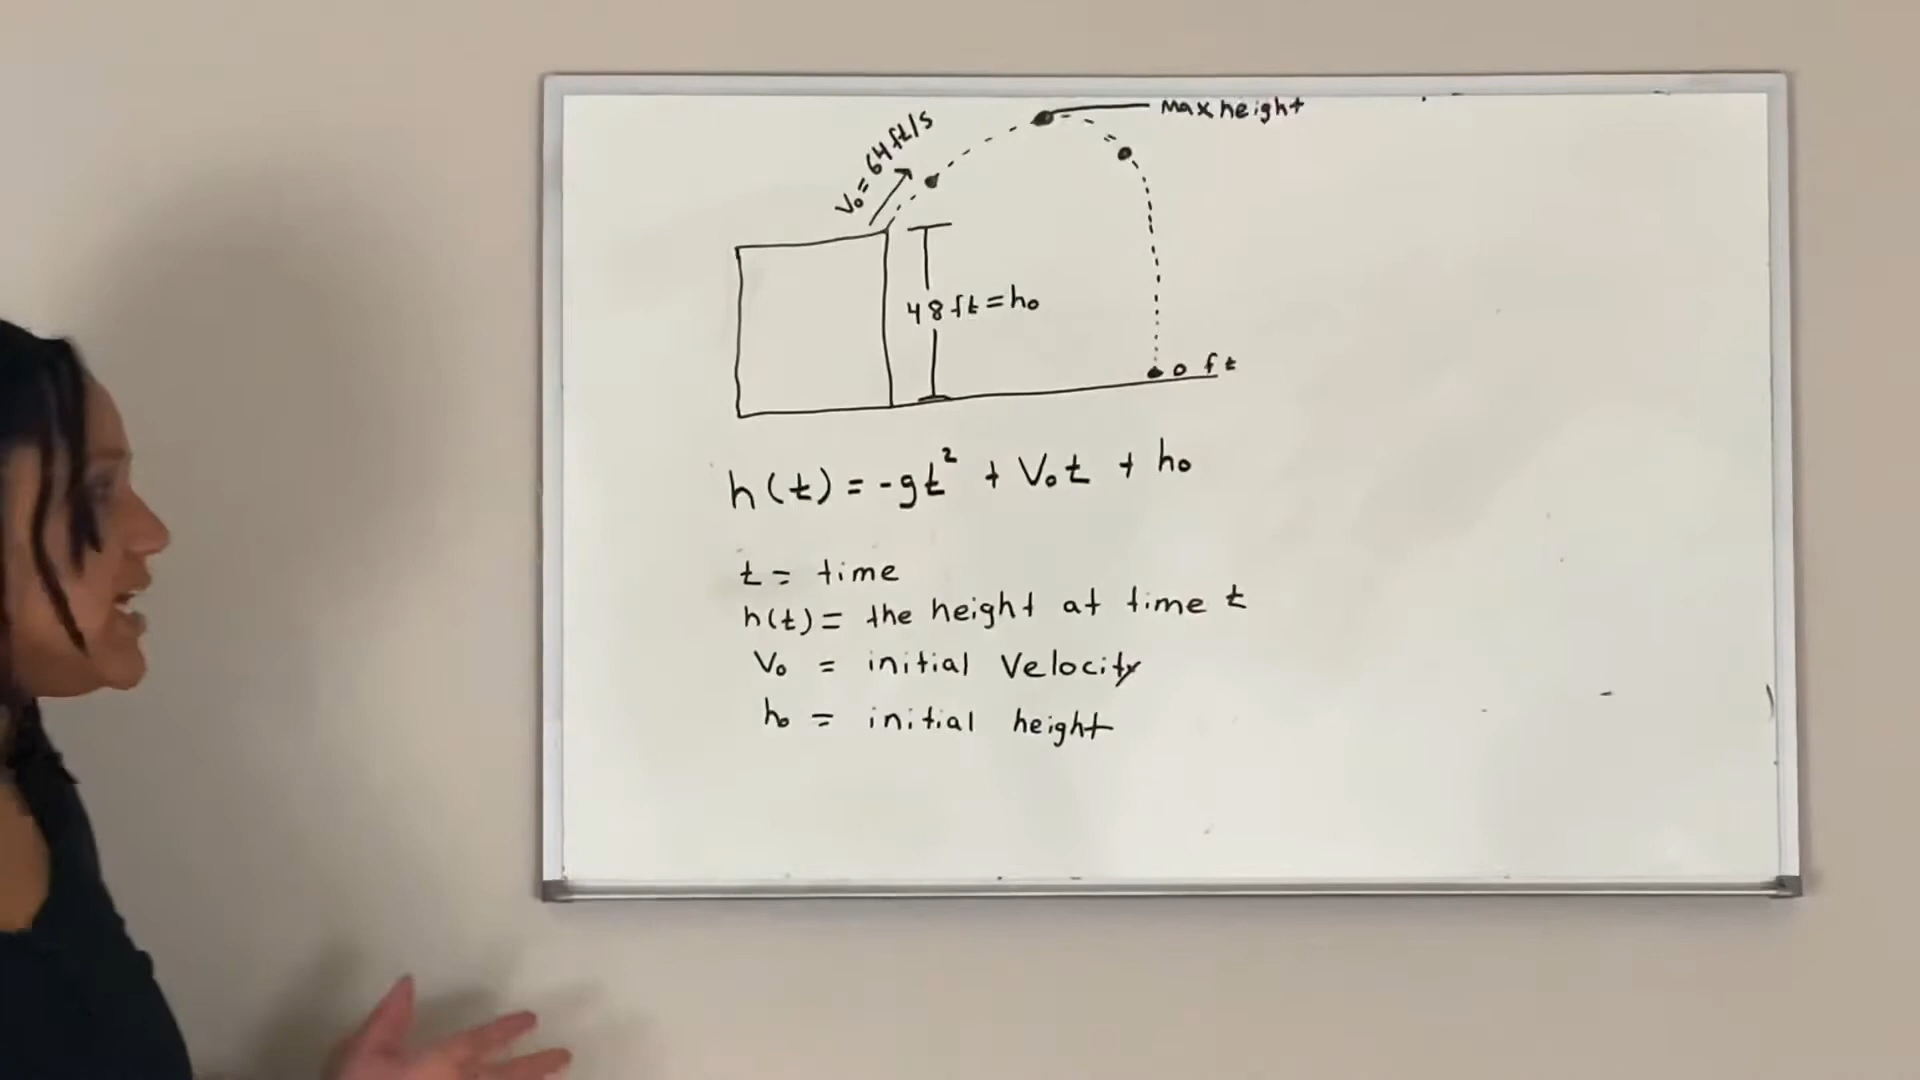 Max height
V₀ = 64 ft/s
48 ft = h₀
0 ft
h(t) = -gt² + V₀t + h₀
t = time
h(t) = the height at time t
V₀ = initial Velocity
h₀ = initial height